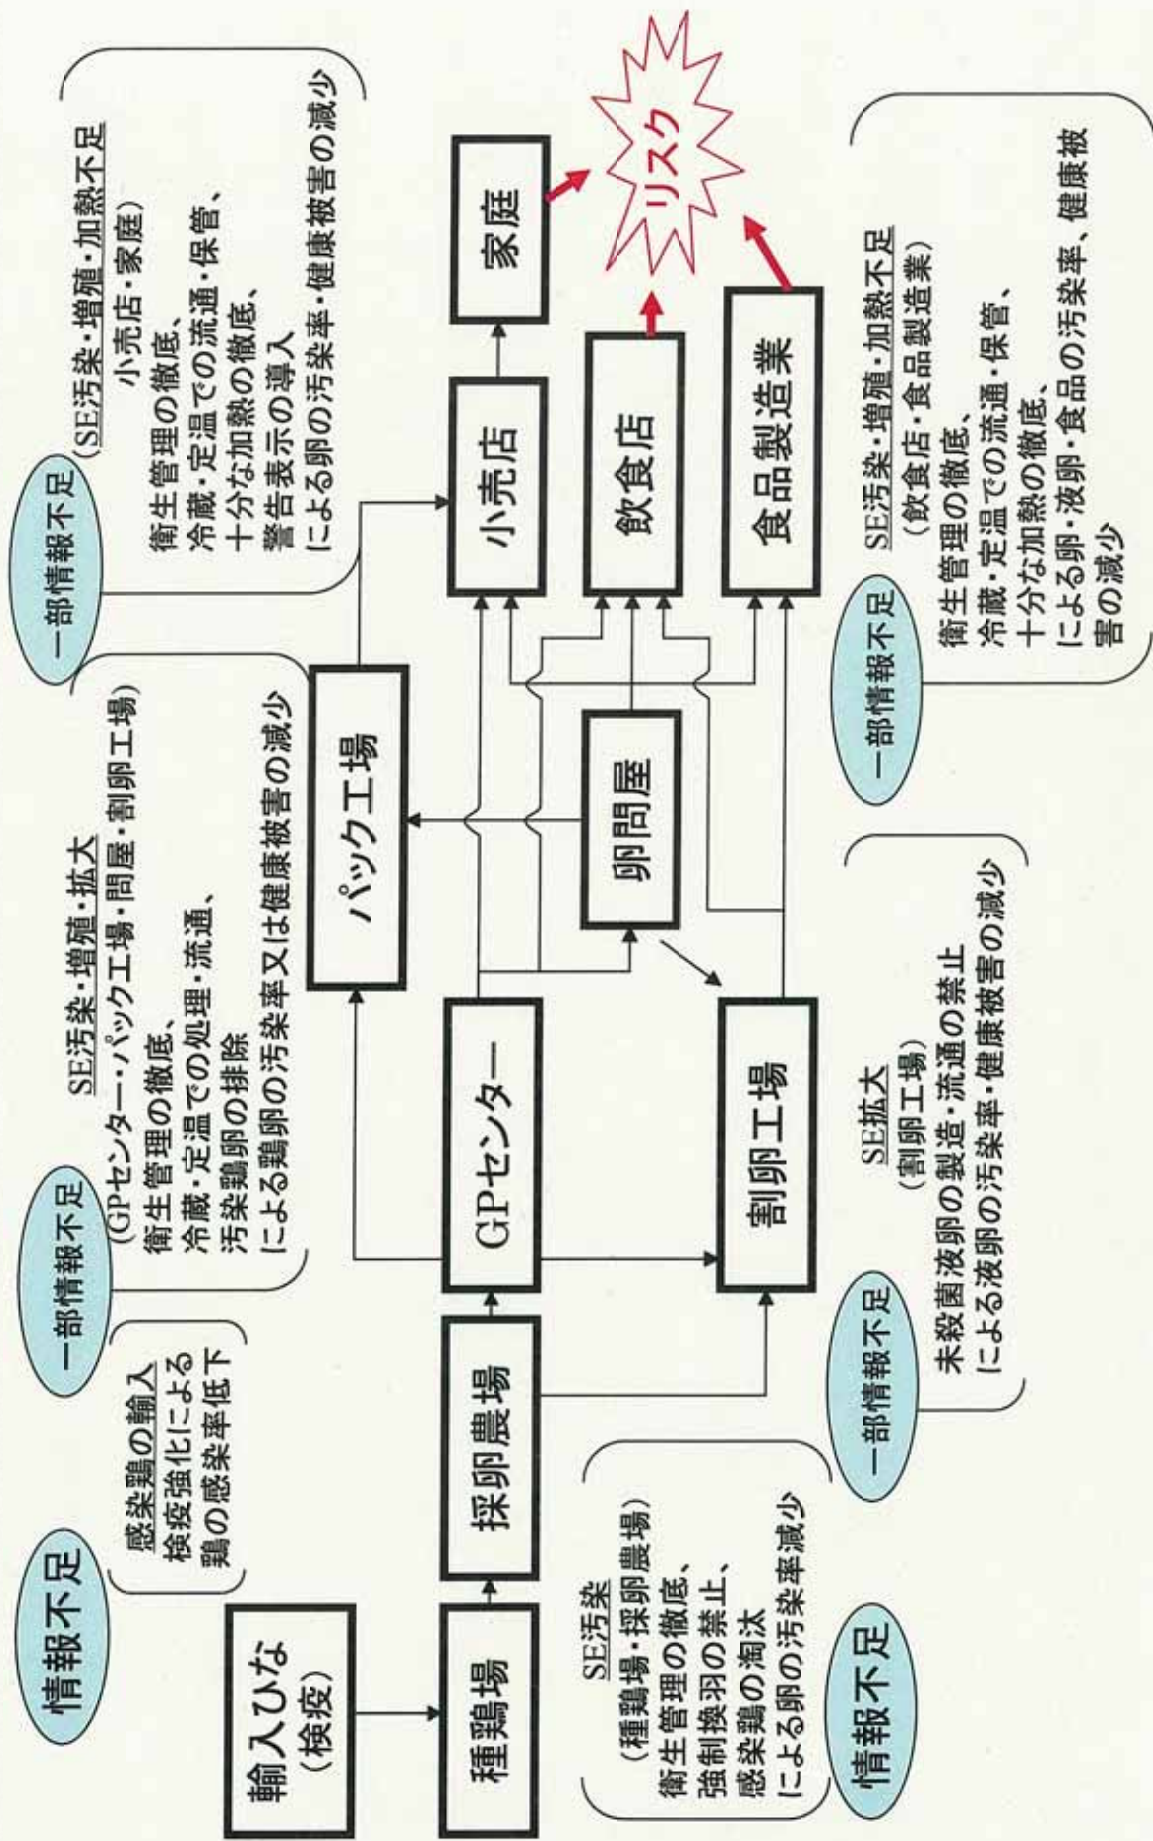 情報不足
感染鶏の輸入
検疫強化による
鶏の感染率低下
一部情報不足
SE汚染・増殖・拡大
(GPセンター・パック工場・問屋・割卵工場)
衛生管理の徹底、
冷蔵・定温での処理・流通、
汚染鶏卵の排除
による鶏卵の汚染率又は健康被害の減少
一部情報不足
(SE汚染・増殖・加熱不足
小売店・家庭)
衛生管理の徹底、
冷蔵・定温での流通・保管、
十分な加熱の徹底、
警告表示の導入
による卵の汚染率・健康被害の減少
輸入ひな
(検疫)
種鶏場
採卵農場
GPセンター
パック工場
卵問屋
割卵工場
小売店
飲食店
食品製造業
家庭
リスク
SE汚染
(種鶏場・採卵農場)
衛生管理の徹底、
強制換羽の禁止、
感染鶏の淘汰
による卵の汚染率減少
情報不足
一部情報不足
SE拡大
(割卵工場)
未殺菌液卵の製造・流通の禁止
による液卵の汚染率・健康被害の減少
一部情報不足
SE汚染・増殖・加熱不足
(飲食店・食品製造業)
衛生管理の徹底、
冷蔵・定温での流通・保管、
十分な加熱の徹底、
による卵・液卵・食品の汚染率、健康被
害の減少